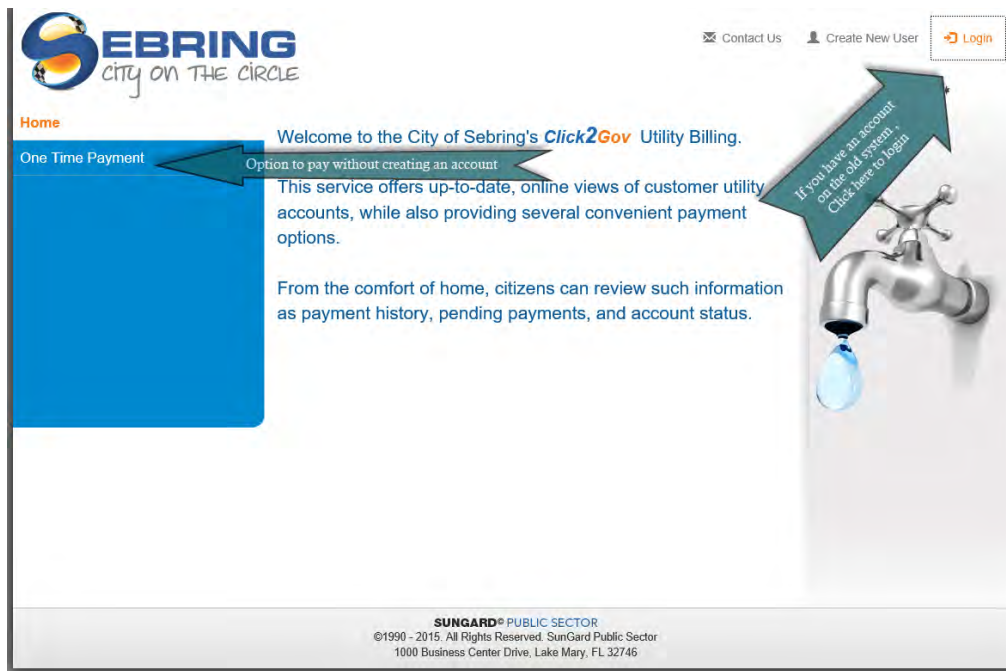 SEBRING
CITY ON THE CIRCLE
Contact Us
Create New User
Login
*
If you have an account
on the old system ,
Click here to login
Home
One Time Payment
Option to pay without creating an account
Welcome to the City of Sebring's Click2Gov Utility Billing.
This service offers up-to-date, online views of customer utility
accounts, while also providing several convenient payment
options.
From the comfort of home, citizens can review such information
as payment history, pending payments, and account status.
SUNGARD® PUBLIC SECTOR
©1990 - 2015. All Rights Reserved. SunGard Public Sector
1000 Business Center Drive, Lake Mary, FL 32746